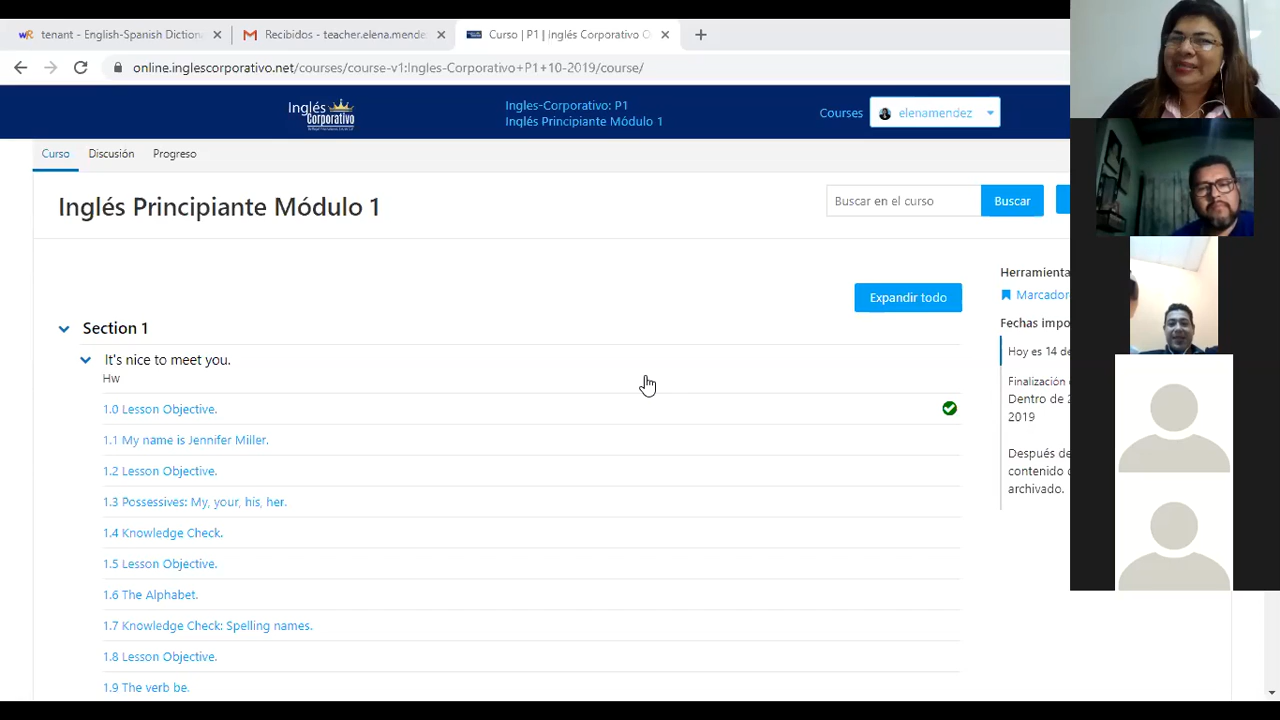 tenant - English-Spanish Diction
Recibidos - teacher.elena.mende
Curso | P1 | Inglés Corporativo O
online.inglescorporativo.net/courses/course-v1:Ingles-Corporativo+P1+10-2019/course/
Inglés
Corporativo
Ingles-Corporativo: P1
Inglés Principiante Módulo 1
Courses
elenamendez
Curso
Discusión
Progreso
Inglés Principiante Módulo 1
Buscar en el curso
Buscar
Expandir todo
Herramienta
Marcador
Fechas impo
Hoy es 14 de
Finalización
Dentro de 2
2019
Después de
contenido
archivado.
Section 1
It's nice to meet you.
Hw
1.0 Lesson Objective.
1.1 My name is Jennifer Miller.
1.2 Lesson Objective.
1.3 Possessives: My, your, his, her.
1.4 Knowledge Check.
1.5 Lesson Objective.
1.6 The Alphabet.
1.7 Knowledge Check: Spelling names.
1.8 Lesson Objective.
1.9 The verb be.